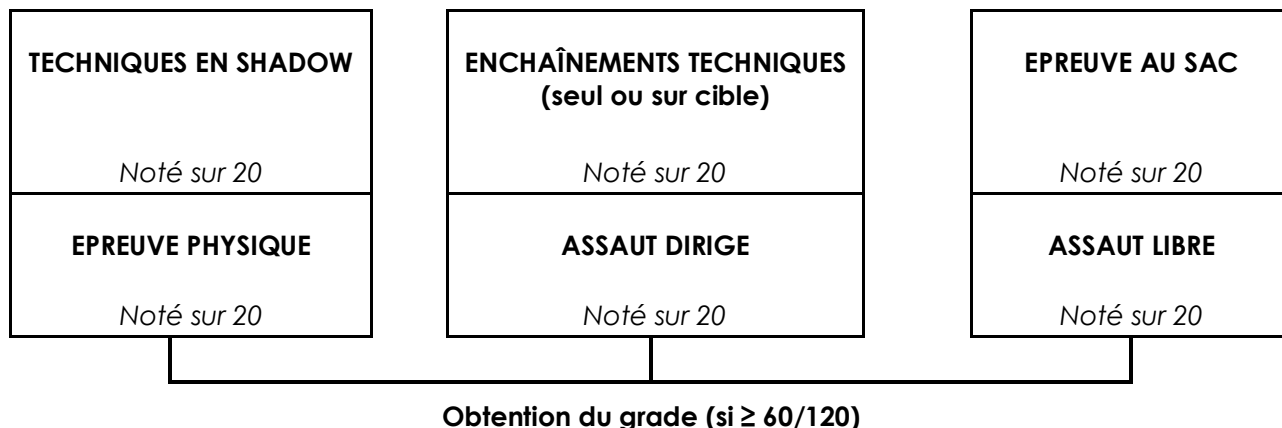 TECHNIQUES EN SHADOW
Noté sur 20
EPREUVE PHYSIQUE
Noté sur 20
ENCHAÎNEMENTS TECHNIQUES
(seul ou sur cible)
Noté sur 20
ASSAUT DIRIGE
Noté sur 20
EPREUVE AU SAC
Noté sur 20
ASSAUT LIBRE
Noté sur 20
Obtention du grade (si ≥ 60/120)